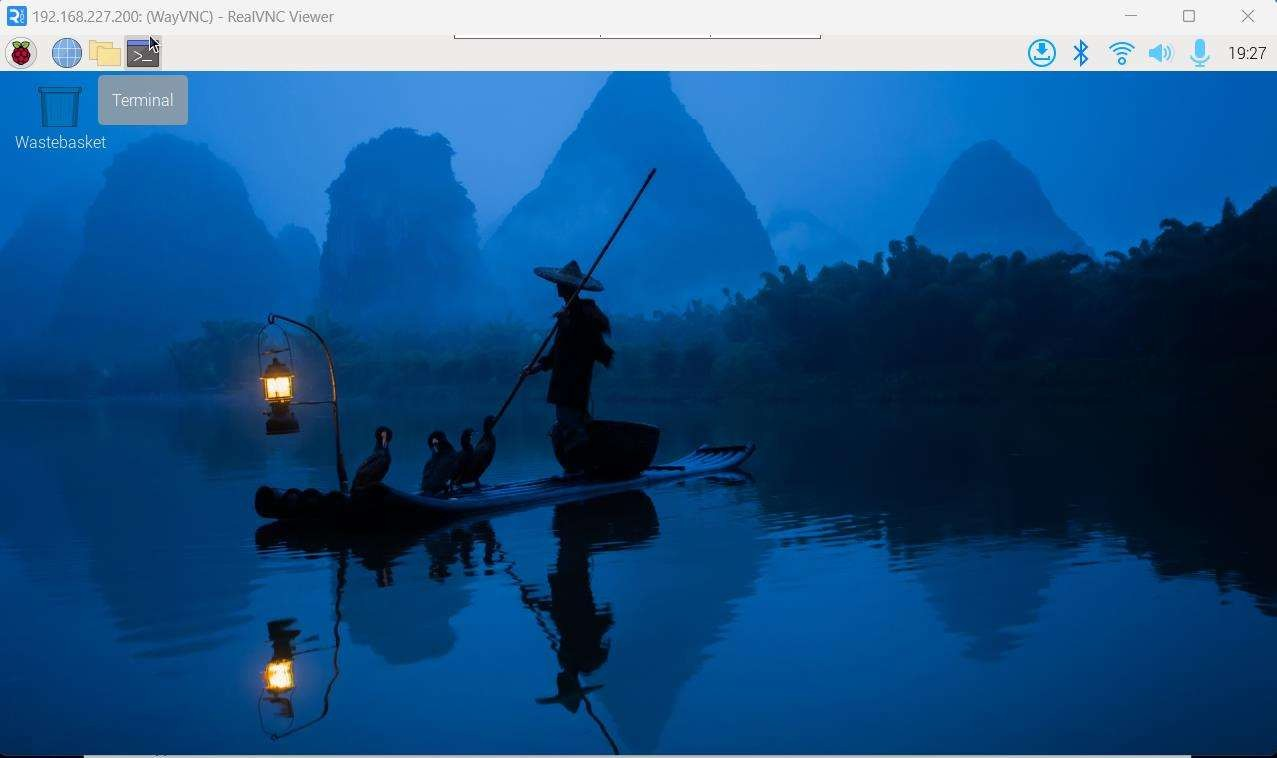 192.168.227.200: (WayVNC) - RealVNC Viewer
19:27
Terminal
Wastebasket